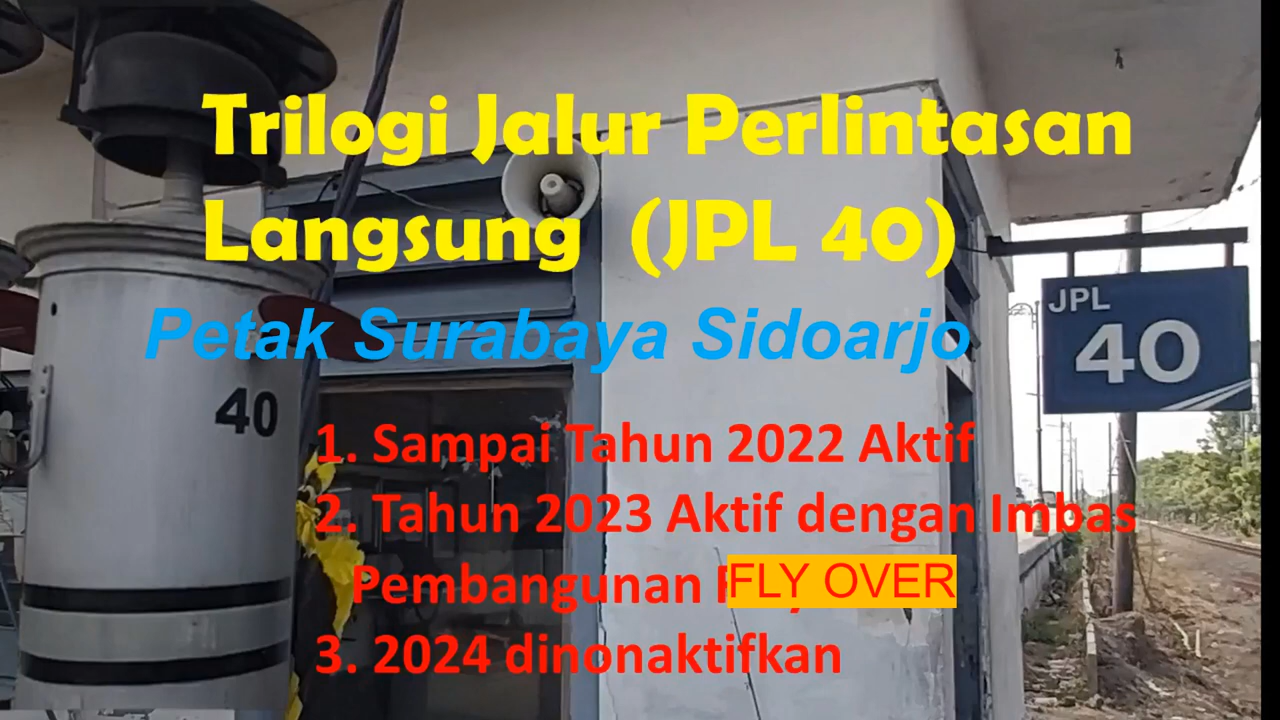 Trilogi Jalur Perlintasan
Langsung (JPL 40)
Petak Surabaya Sidoarjo
JPL
40
40
1. Sampai Tahun 2022 Aktif
2. Tahun 2023 Aktif dengan Imbas
Pembangunan FLY OVER
3. 2024 dinonaktifkan